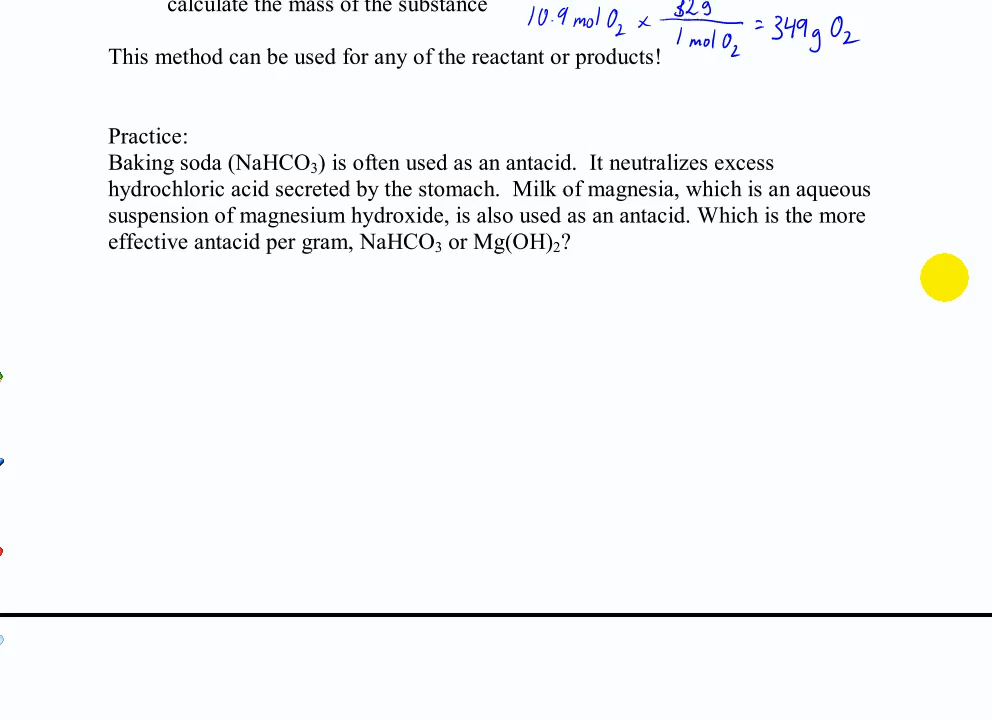 calculate the mass of the substance
10.9 mol O₂ × 32g / 1 mol O₂ = 349g O₂
This method can be used for any of the reactant or products!
Practice:
Baking soda (NaHCO₃) is often used as an antacid. It neutralizes excess
hydrochloric acid secreted by the stomach. Milk of magnesia, which is an aqueous
suspension of magnesium hydroxide, is also used as an antacid. Which is the more
effective antacid per gram, NaHCO₃ or Mg(OH)₂?